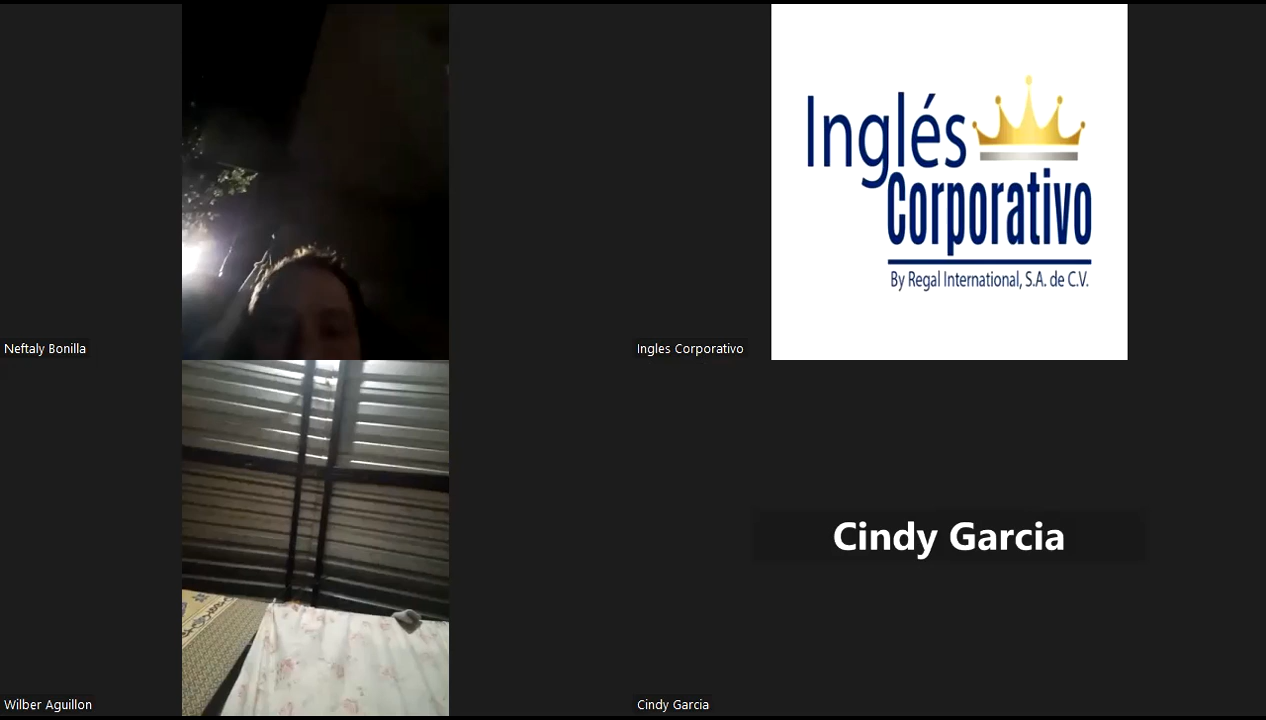 Inglés
Corporativo
By Regal International, S.A. de C.V.
Neftaly Bonilla
Ingles Corporativo
Cindy Garcia
Wilber Aguillon
Cindy Garcia